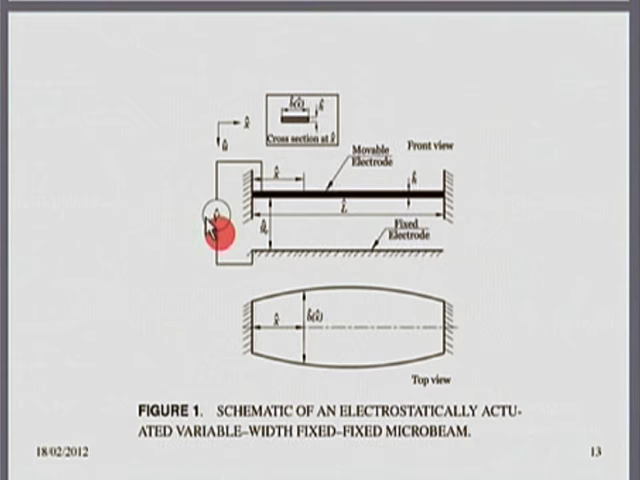 b̂(x̂)
ĥ
Cross section at x̂
x̂
Movable
Electrode
Front view
x̂
ĥ
L̂
Fixed
Electrode
x̂
b̂(x̂)
Top view
FIGURE 1. SCHEMATIC OF AN ELECTROSTATICALLY ACTU-
ATED VARIABLE–WIDTH FIXED–FIXED MICROBEAM.
18/02/2012
13